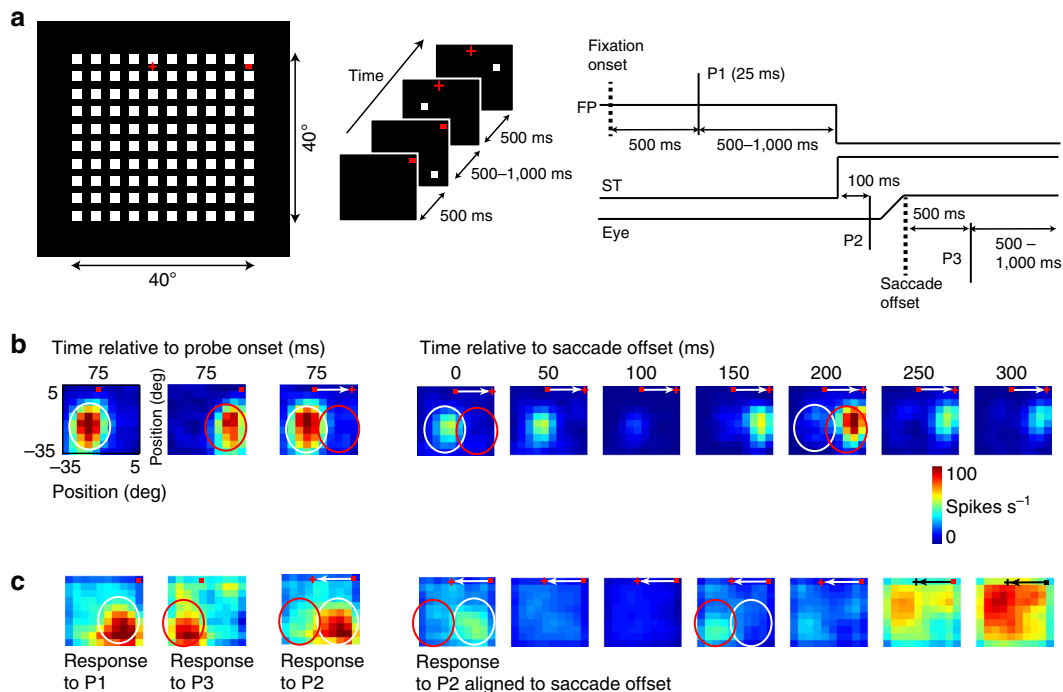 a
40°
40°
Time
500 ms
500–1,000 ms
500 ms
Fixation
onset
P1 (25 ms)
FP
500 ms
500–1,000 ms
ST
100 ms
Eye
P2
500 ms
P3
500 –
1,000 ms
Saccade
offset
b
Time relative to probe onset (ms)
75
75
75
Time relative to saccade offset (ms)
0
50
100
150
200
250
300
5
–35
–35
5
Position (deg)
Position (deg)
100
Spikes s⁻¹
0
c
Response
to P1
Response
to P3
Response
to P2
Response
to P2 aligned to saccade offset